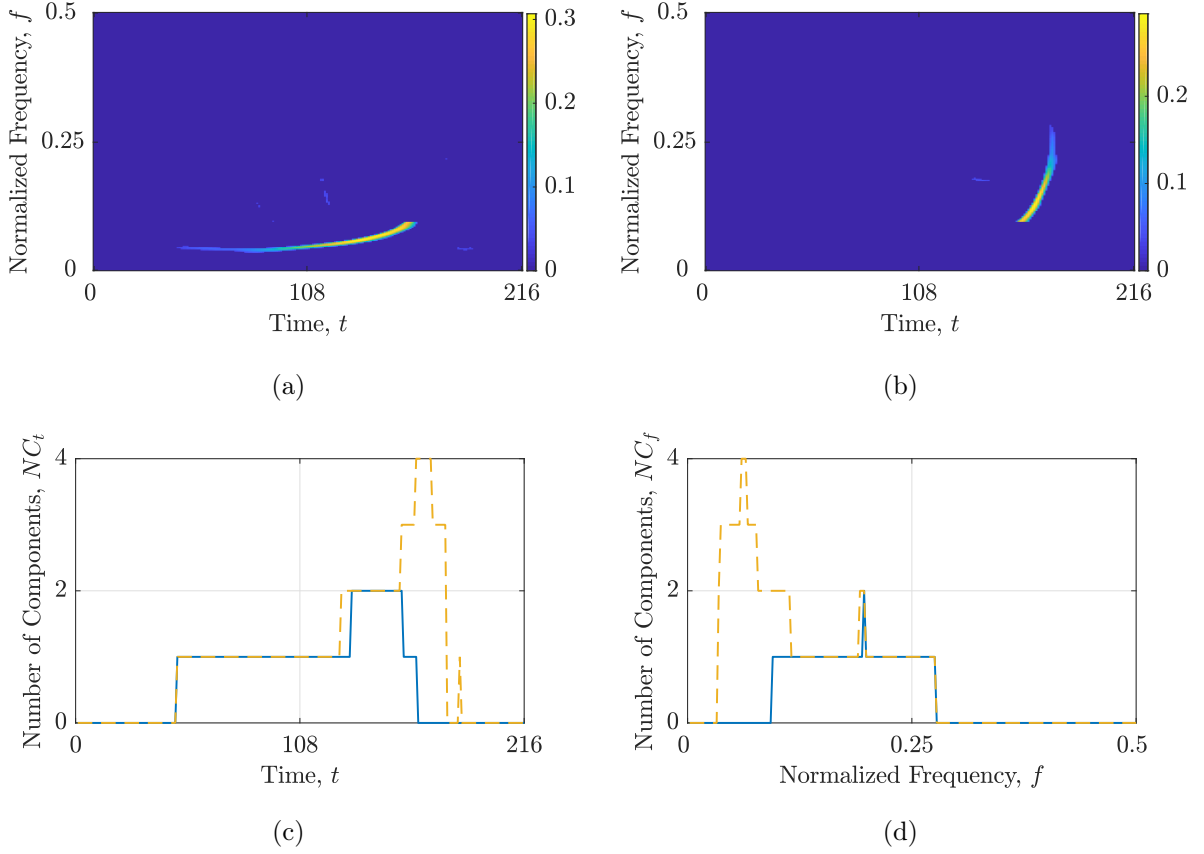 Normalized Frequency, f
0.5
0.25
0
0 108 216
Time, t
0.3
0.2
0.1
0
(a)
Normalized Frequency, f
0.5
0.25
0
0 108 216
Time, t
0.2
0.1
0
(b)
Number of Components, NC_t
4
2
0
0 108 216
Time, t
(c)
Number of Components, NC_f
4
2
0
0 0.25 0.5
Normalized Frequency, f
(d)